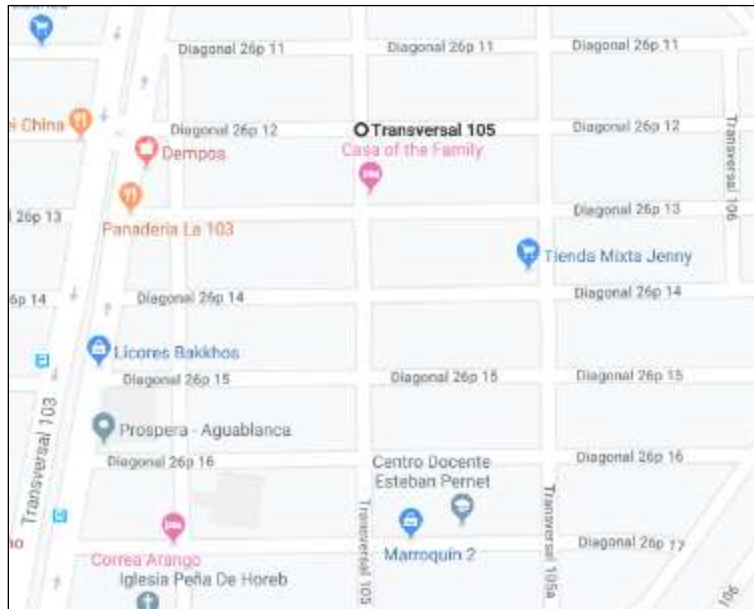 Diagonal 26p 11
Diagonal 26p 11
Diagonal 26p 11
China
Diagonal 26p 12
Transversal 105
Diagonal 26p 12
Dempos
Casa of the Family
Transversal 106
26p 13
Panaderia La 103
Diagonal 26p 13
Tienda Mixta Jenny
6p 14
Diagonal 26p 14
Diagonal 26p 14
Licores Bakkhos
Diagonal 26p 15
Diagonal 26p 15
Diagonal 26p 15
Transversal 103
Prospera - Aguablanca
Diagonal 26p 16
Centro Docente
Esteban Pernet
Diagonal 26p 16
Transversal 105
Transversal 105a
Correa Arango
Marroquin 2
Diagonal 26p 17
Iglesia Peña De Horeb
106